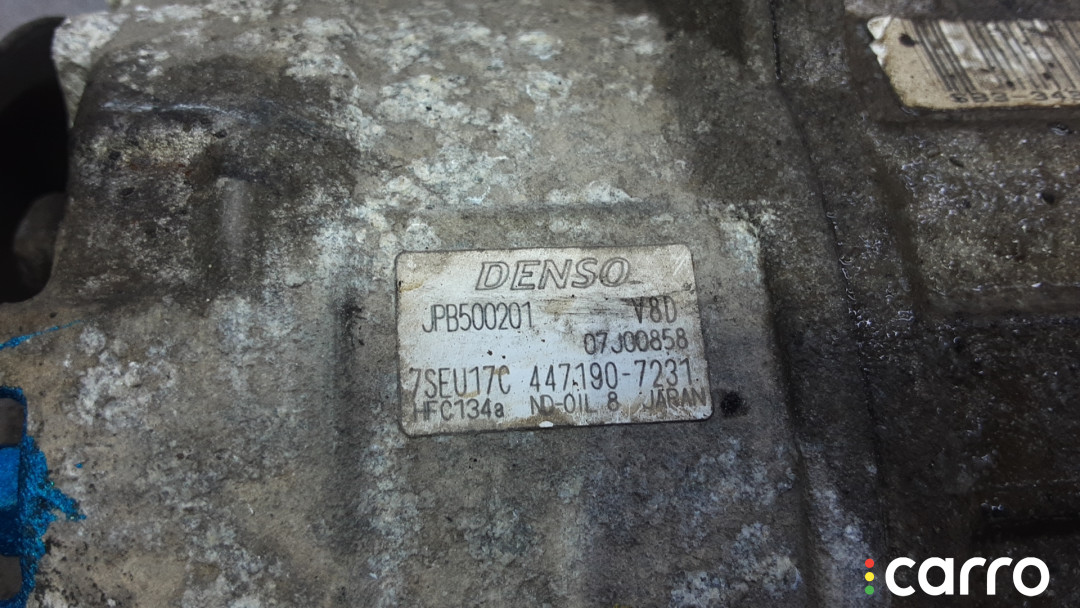 DENSO
JPB500201 V8D
07J00858
7SEU17C 447190-7231
HFC134a ND-OIL 8 JAPAN
carro